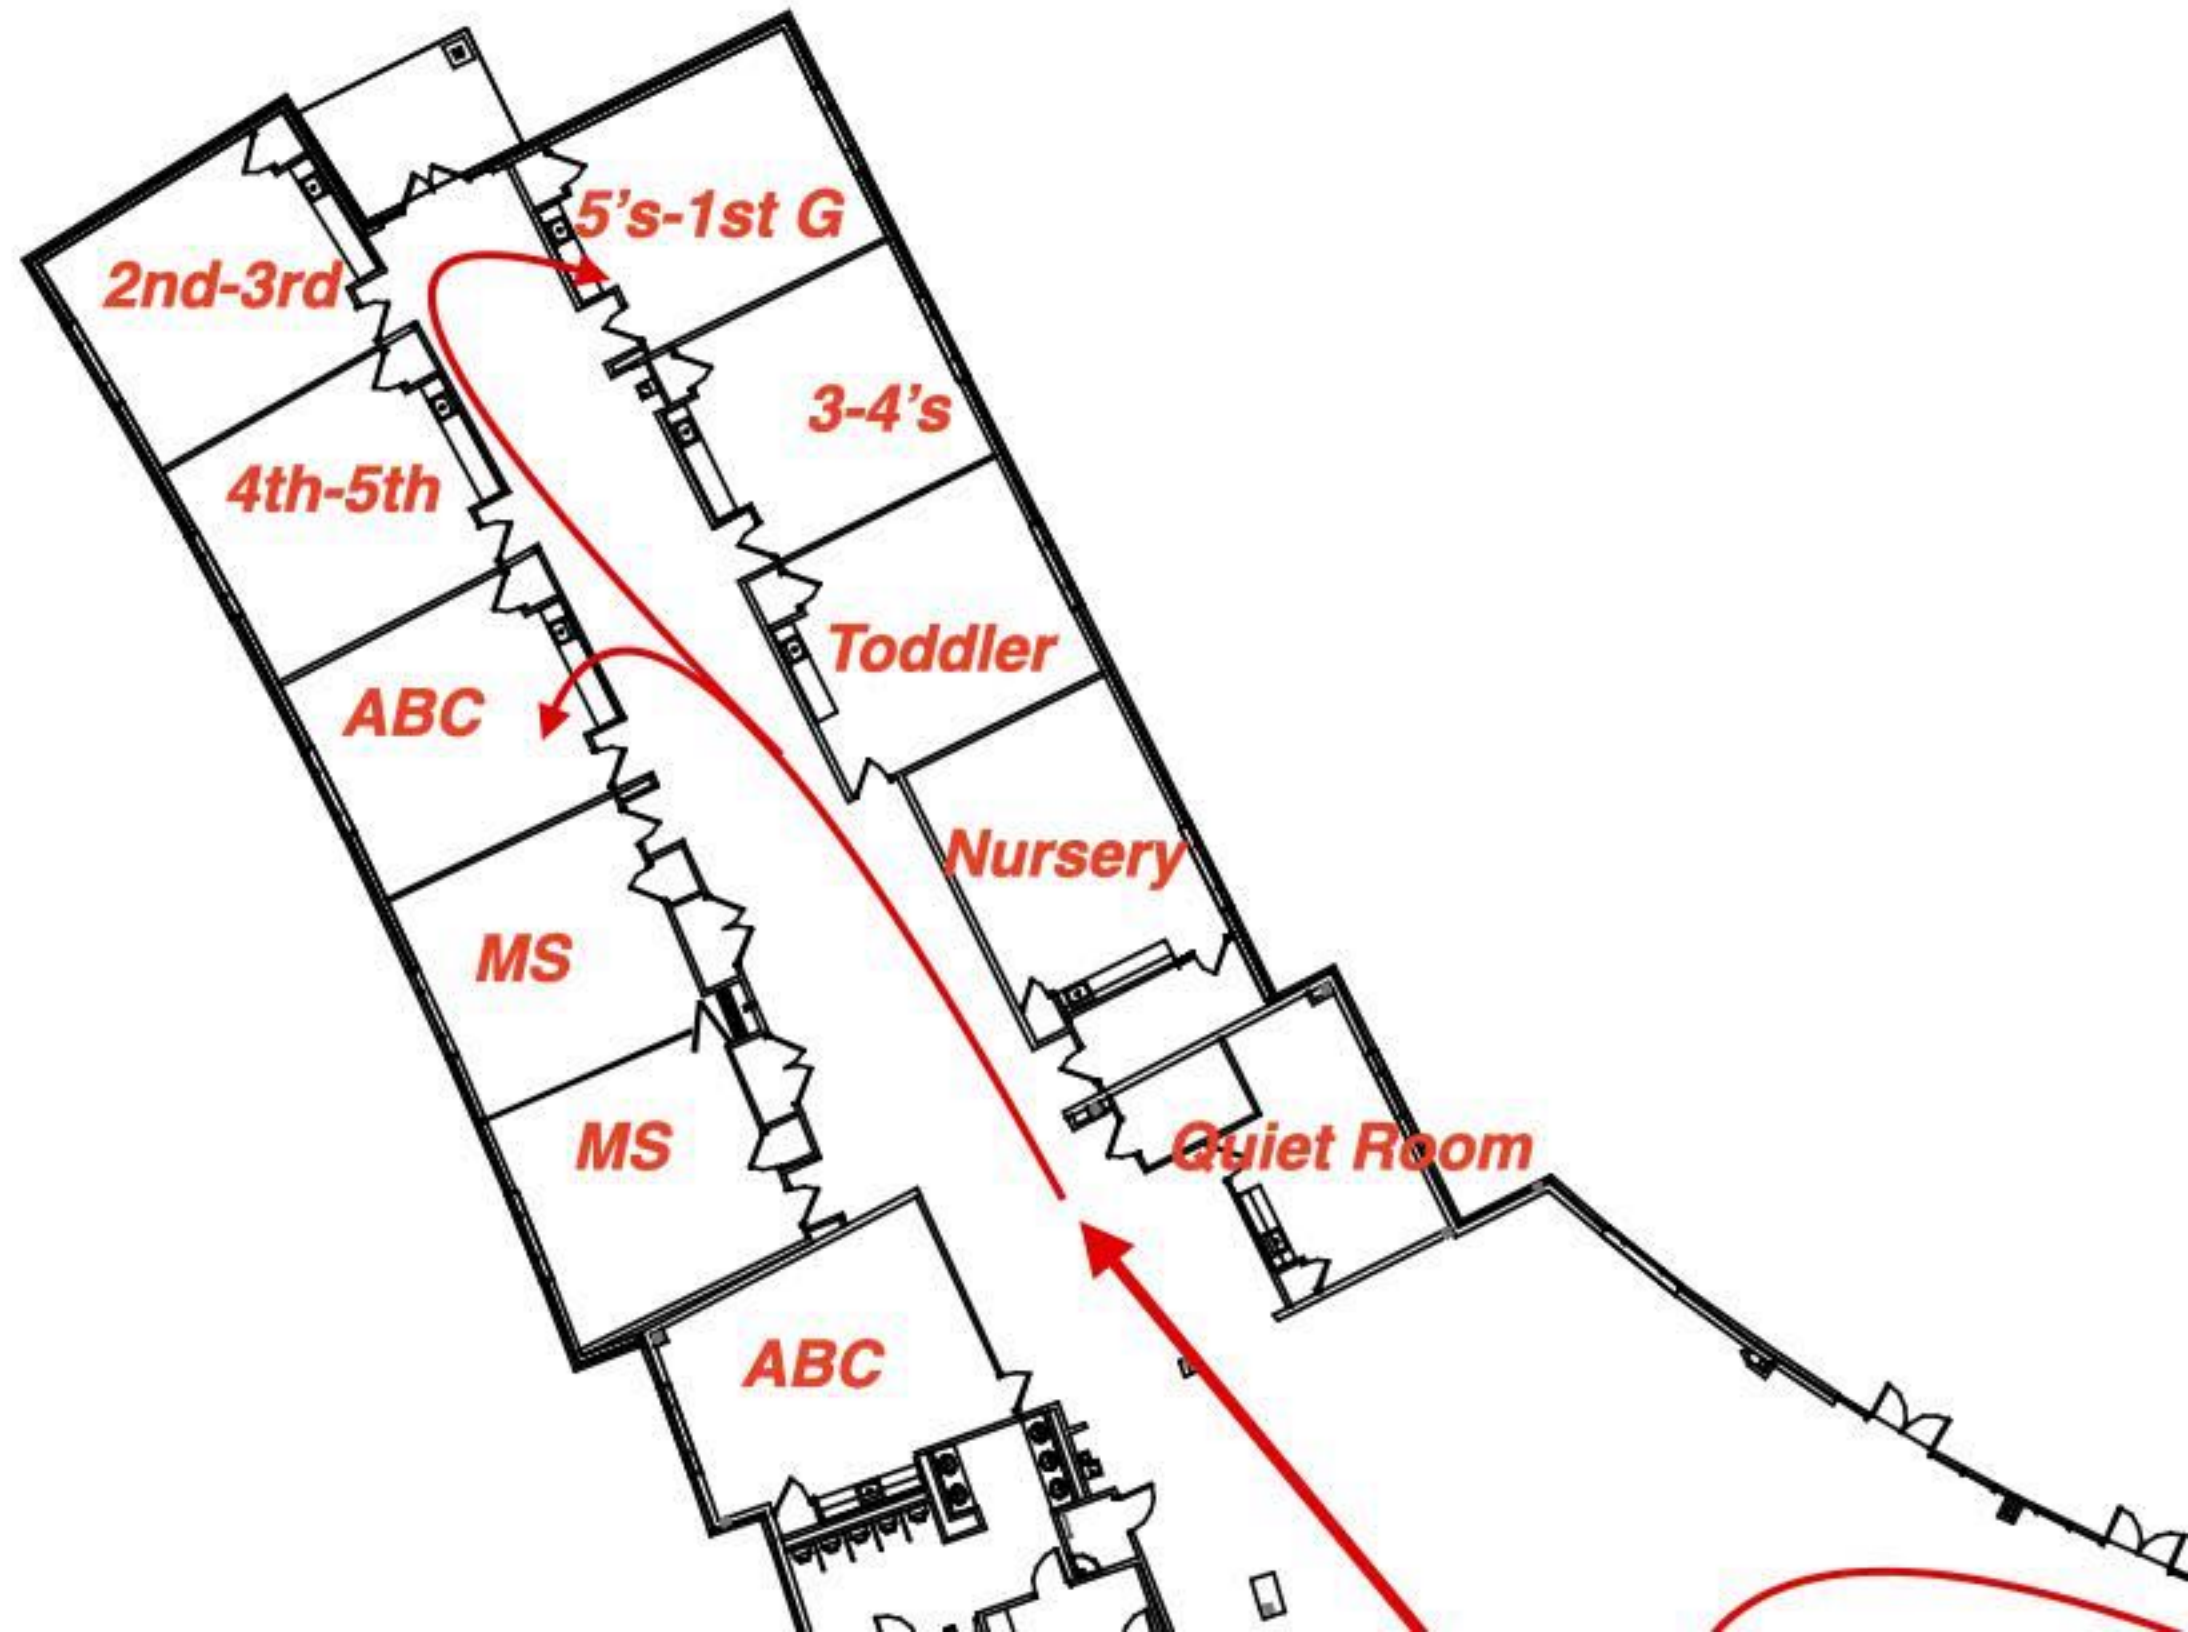 5's-1st G
2nd-3rd
3-4's
4th-5th
Toddler
ABC
Nursery
MS
MS
Quiet Room
ABC